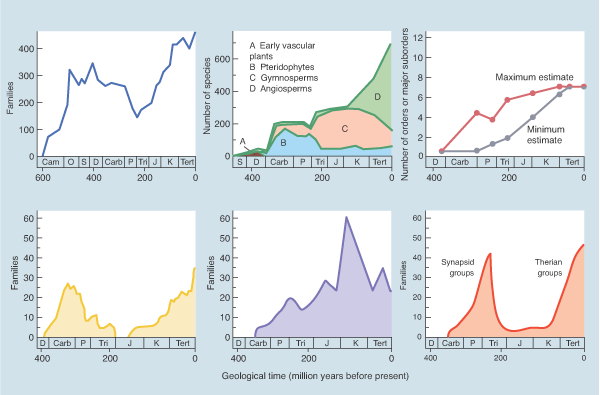 Families
400
300
200
100
0
Cam O S D Carb P Tri J K Tert
600 400 200 0
Number of species
600
400
200
0
A Early vascular
plants
B Pteridophytes
C Gymnosperms
D Angiosperms
A
B
C
D
S D Carb P Tri J K Tert
400 200 0
Number of orders or major suborders
12
10
8
6
4
2
0
Maximum estimate
Minimum
estimate
D Carb P Tri J K Tert
400 200 0
Families
60
50
40
30
20
10
0
D Carb P Tri J K Tert
400 200 0
Families
60
50
40
30
20
10
0
D Carb P Tri J K Tert
400 200 0
Families
60
50
40
30
20
10
0
Synapsid
groups
Therian
groups
D Carb P Tri J K Tert
400 200 0
Geological time (million years before present)